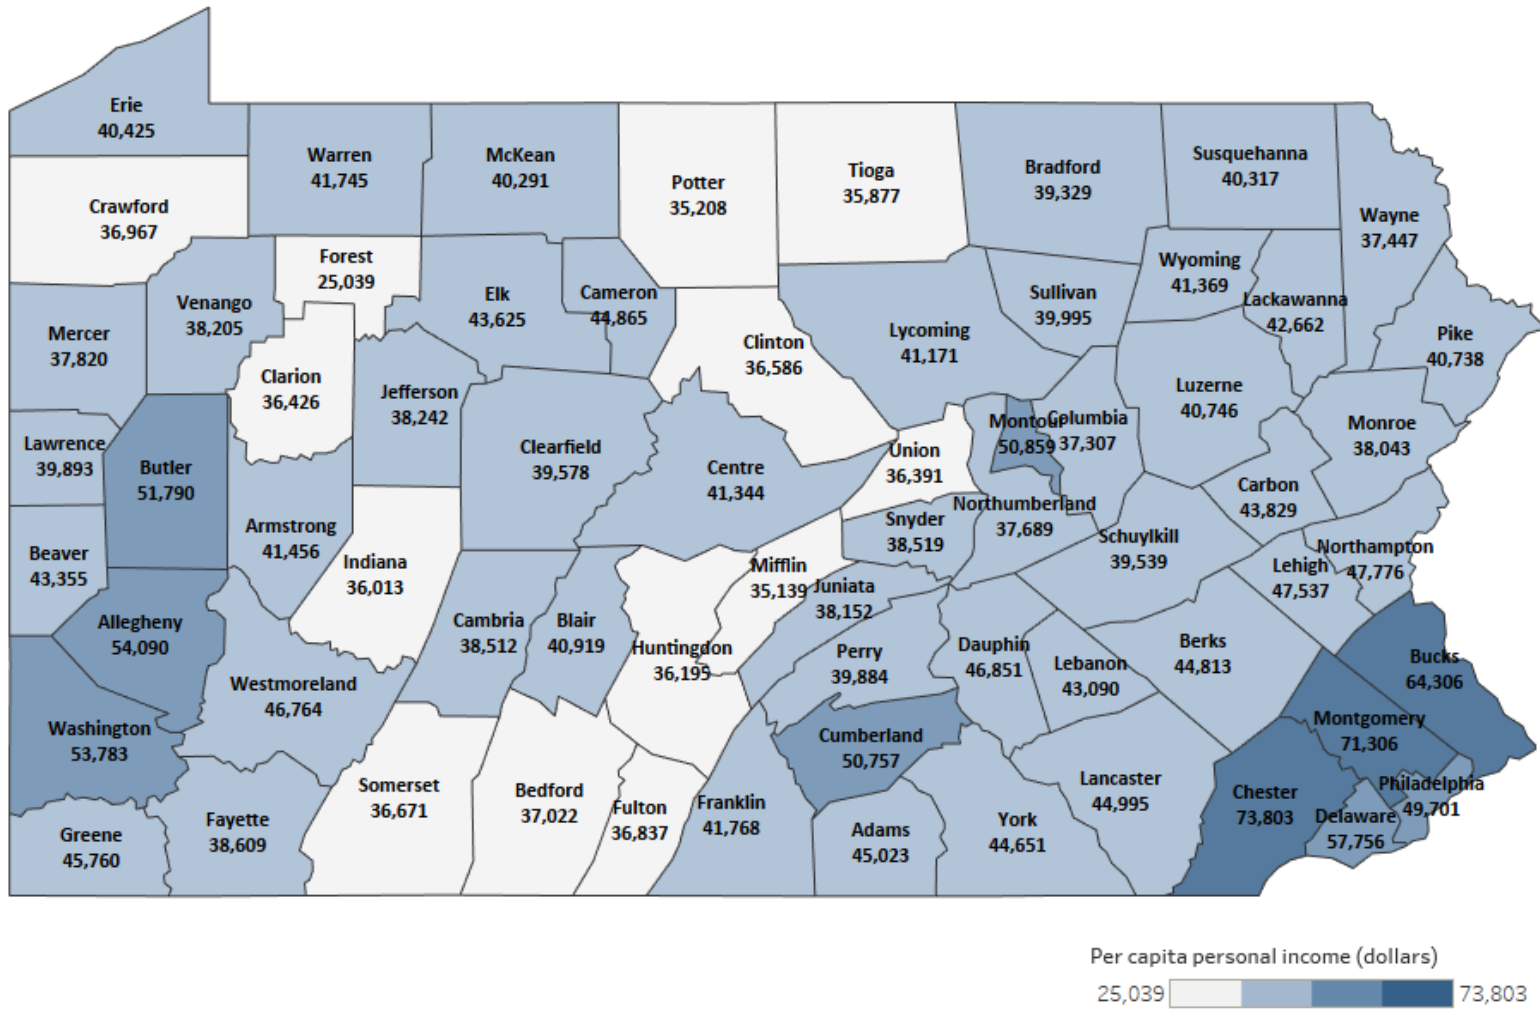 Erie
40,425
Warren
41,745
McKean
40,291
Potter
35,208
Tioga
35,877
Bradford
39,329
Susquehanna
40,317
Wayne
37,447
Crawford
36,967
Forest
25,039
Venango
38,205
Elk
43,625
Cameron
44,865
Clinton
36,586
Lycoming
41,171
Sullivan
39,995
Wyoming
41,369
Lackawanna
42,662
Pike
40,738
Mercer
37,820
Clarion
36,426
Jefferson
38,242
Clearfield
39,578
Centre
41,344
Union
36,391
Montour
50,859
Columbia
37,307
Luzerne
40,746
Monroe
38,043
Lawrence
39,893
Butler
51,790
Armstrong
41,456
Indiana
36,013
Snyder
38,519
Northumberland
37,689
Schuylkill
39,539
Carbon
43,829
Lehigh
47,537
Northampton
47,776
Beaver
43,355
Allegheny
54,090
Westmoreland
46,764
Cambria
38,512
Blair
40,919
Huntingdon
36,195
Mifflin
35,139
Juniata
38,152
Perry
39,884
Dauphin
46,851
Lebanon
43,090
Berks
44,813
Bucks
64,306
Washington
53,783
Cumberland
50,757
Montgomery
71,306
Greene
45,760
Fayette
38,609
Somerset
36,671
Bedford
37,022
Fulton
36,837
Franklin
41,768
Adams
45,023
York
44,651
Lancaster
44,995
Chester
73,803
Delaware
57,756
Philadelphia
49,701
Per capita personal income (dollars)
25,039
73,803